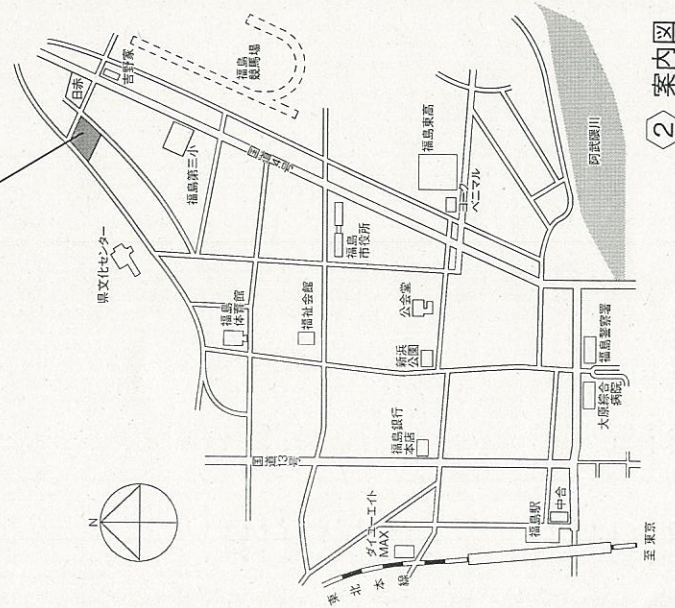 ② 案内図
N
県文化センター
日赤
吉野家
福島
競馬場
福島第三小
国道4号
福島
体育館
福祉会館
福島
市役所
福島東高
ヨーク
ベニマル
公会堂
新浜
公園
国道13号
福島銀行
本店
ダイユーエイト
MAX
東北本線
福島駅
中合
大原綜合
病院
福島警察署
阿武隈川
至 東京